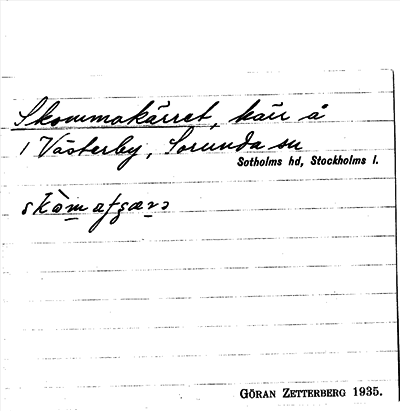 Skommakärret, kärr å
1 Västerby, Sorunda sn
Sotholms hd, Stockholms l.
GÖRAN ZETTERBERG 1935.